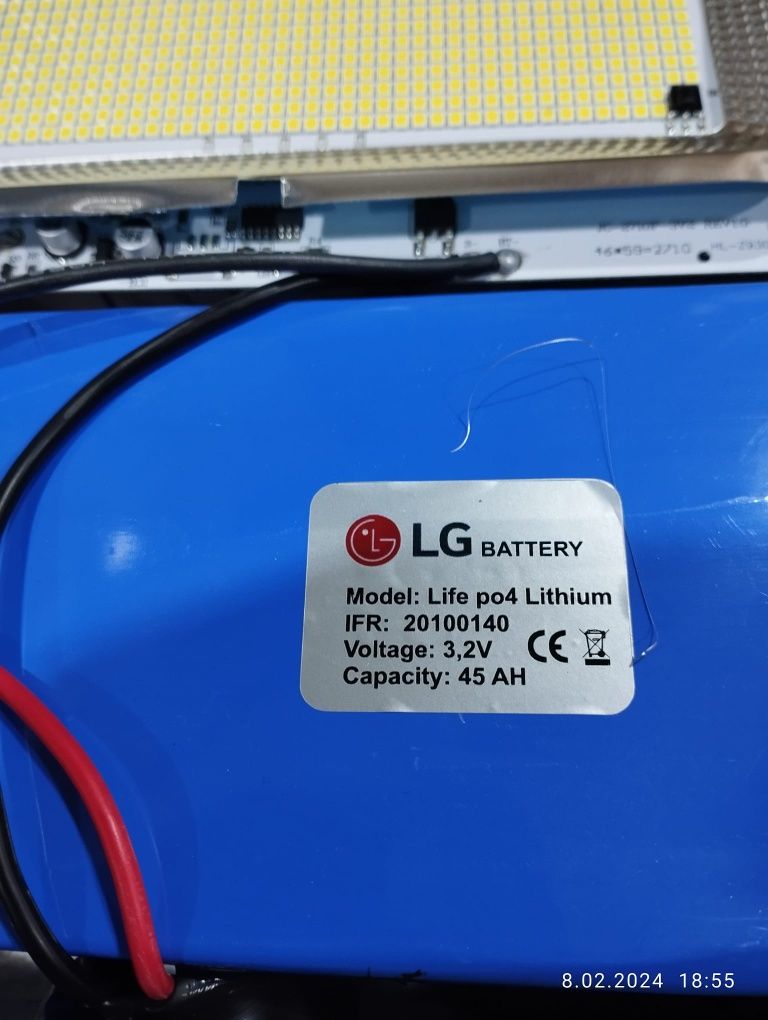 46*59=2710
LG BATTERY
Model: Life po4 Lithium
IFR: 20100140
Voltage: 3,2V
Capacity: 45 AH
CE
8.02.2024 18:55